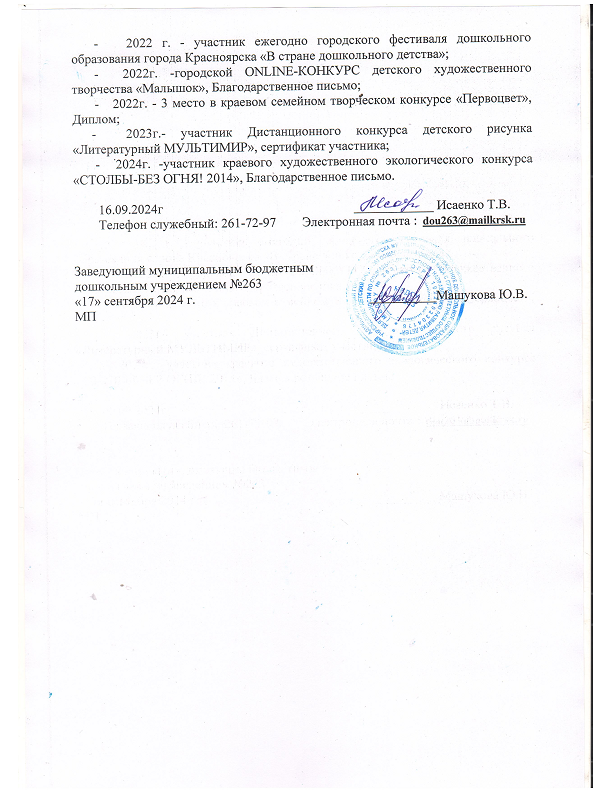 - 2022 г. - участник ежегодно городского фестиваля дошкольного
образования города Красноярска «В стране дошкольного детства»;
- 2022г. -городской ONLINE-КОНКУРС детского художественного
творчества «Малышок», Благодарственное письмо;
- 2022г. - 3 место в краевом семейном творческом конкурсе «Первоцвет»,
Диплом;
- 2023г.- участник Дистанционного конкурса детского рисунка
«Литературный МУЛЬТИМИР», сертификат участника;
- 2024г. -участник краевого художественного экологического конкурса
«СТОЛБЫ-БЕЗ ОГНЯ! 2014», Благодарственное письмо.
16.09.2024г Исаенко Т.В.
Телефон служебный: 261-72-97 Электронная почта : dou263@mailkrsk.ru
Заведующий муниципальным бюджетным
дошкольным учреждением №263
«17» сентября 2024 г. Машукова Ю.В.
МП